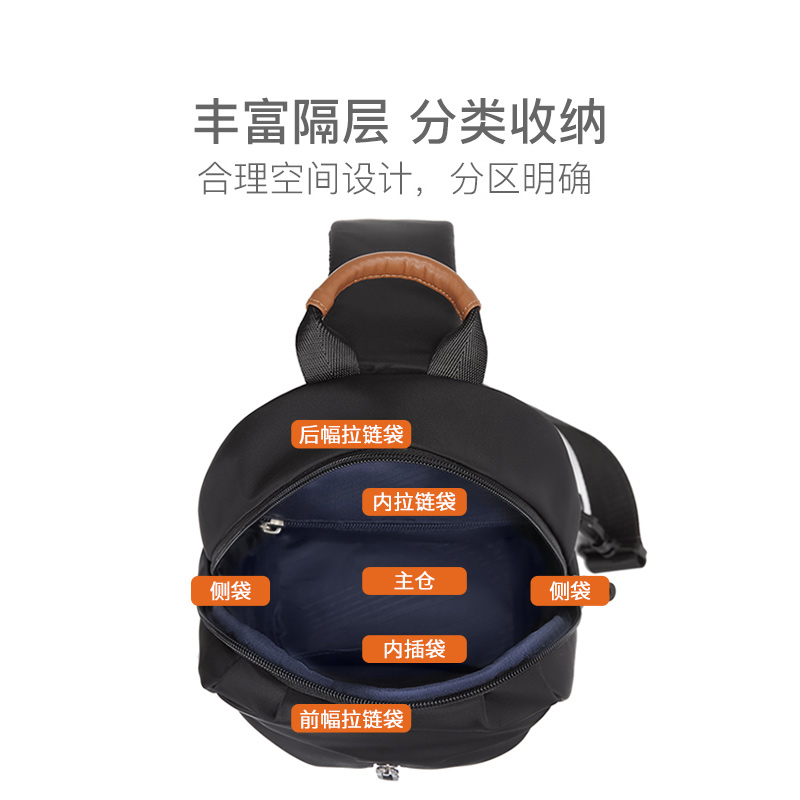 丰富隔层 分类收纳
合理空间设计，分区明确
后幅拉链袋
内拉链袋
主仓
侧袋
侧袋
内插袋
前幅拉链袋